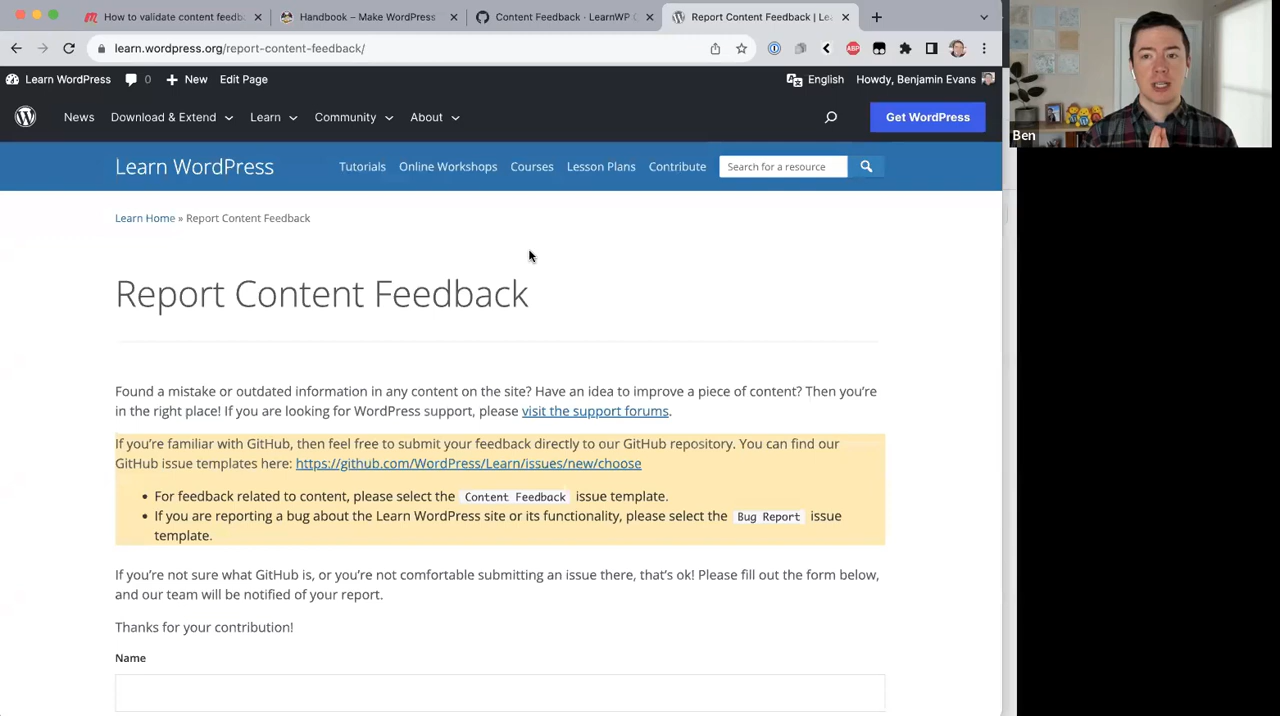 How to validate content feedb
Handbook – Make WordPress
Content Feedback · LearnWP C
Report Content Feedback | Lea
learn.wordpress.org/report-content-feedback/
ABP
Learn WordPress 0 New Edit Page English Howdy, Benjamin Evans
News Download & Extend Learn Community About Get WordPress
Learn WordPress Tutorials Online Workshops Courses Lesson Plans Contribute Search for a resource
Learn Home » Report Content Feedback
Report Content Feedback
Found a mistake or outdated information in any content on the site? Have an idea to improve a piece of content? Then you're
in the right place! If you are looking for WordPress support, please visit the support forums.
If you're familiar with GitHub, then feel free to submit your feedback directly to our GitHub repository. You can find our
GitHub issue templates here: https://github.com/WordPress/Learn/issues/new/choose
• For feedback related to content, please select the Content Feedback issue template.
• If you are reporting a bug about the Learn WordPress site or its functionality, please select the Bug Report issue
template.
If you're not sure what GitHub is, or you're not comfortable submitting an issue there, that's ok! Please fill out the form below,
and our team will be notified of your report.
Thanks for your contribution!
Name
Ben